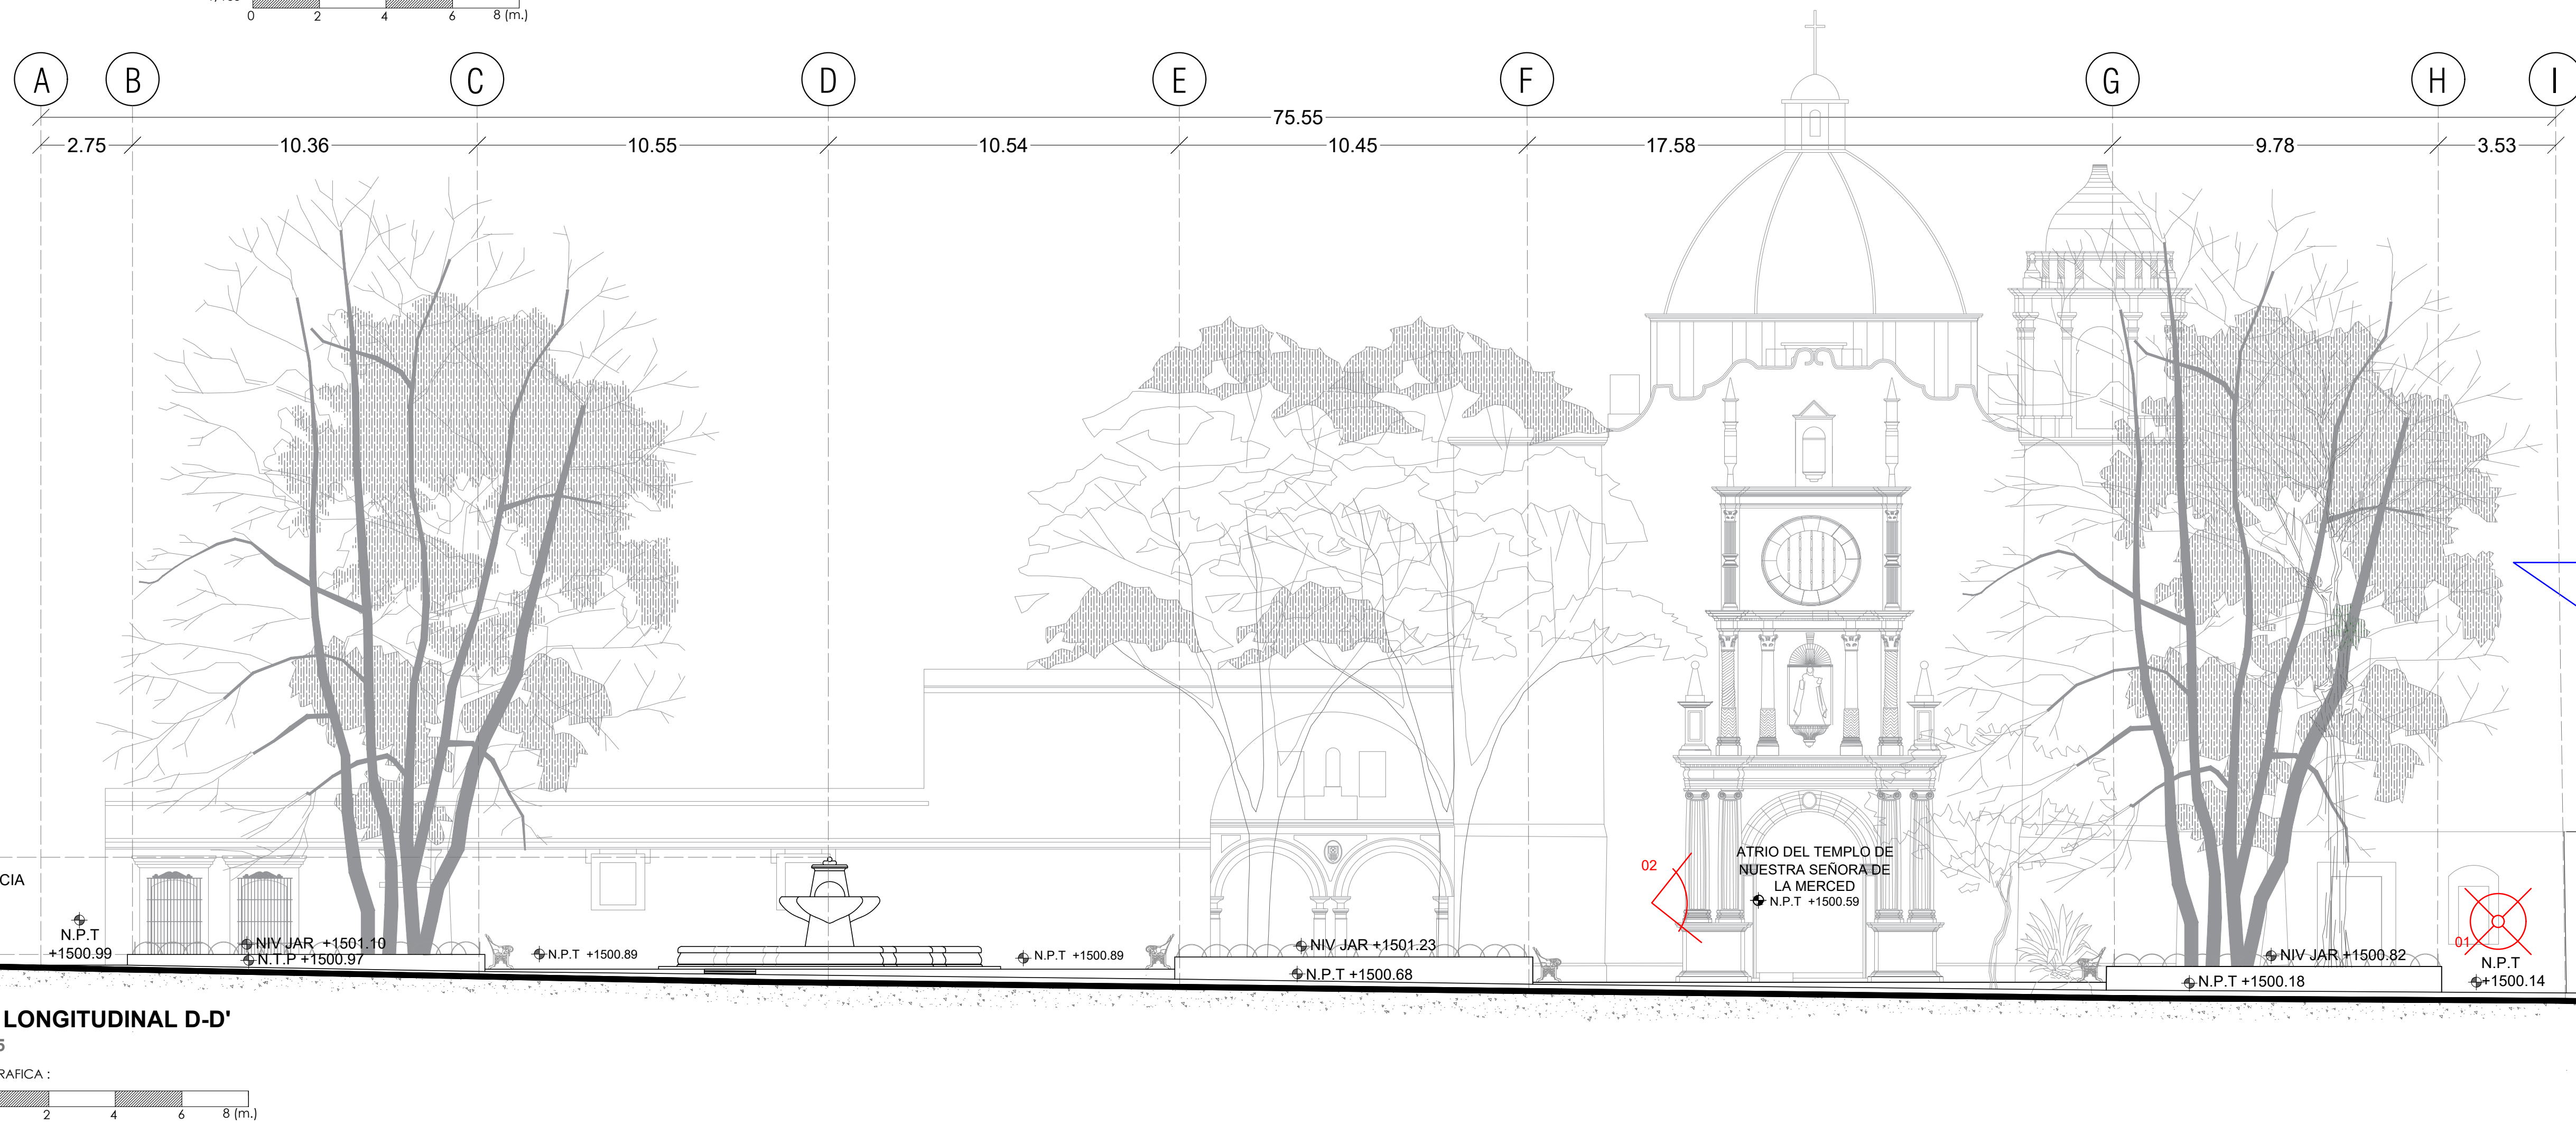 0 2 4 6 8 (m.)
A B C D E F G H I
75.55
2.75 10.36 10.55 10.54 10.45 17.58 9.78 3.53
CIA
N.P.T
+1500.99
NIV JAR +1501.10
N.T.P +1500.97
N.P.T +1500.89
N.P.T +1500.89
NIV JAR +1501.23
N.P.T +1500.68
02
ATRIO DEL TEMPLO DE
NUESTRA SEÑORA DE
LA MERCED
N.P.T +1500.59
NIV JAR +1500.82
N.P.T +1500.18
01
N.P.T
+1500.14
LONGITUDINAL D-D'
5
RAFICA :
2 4 6 8 (m.)